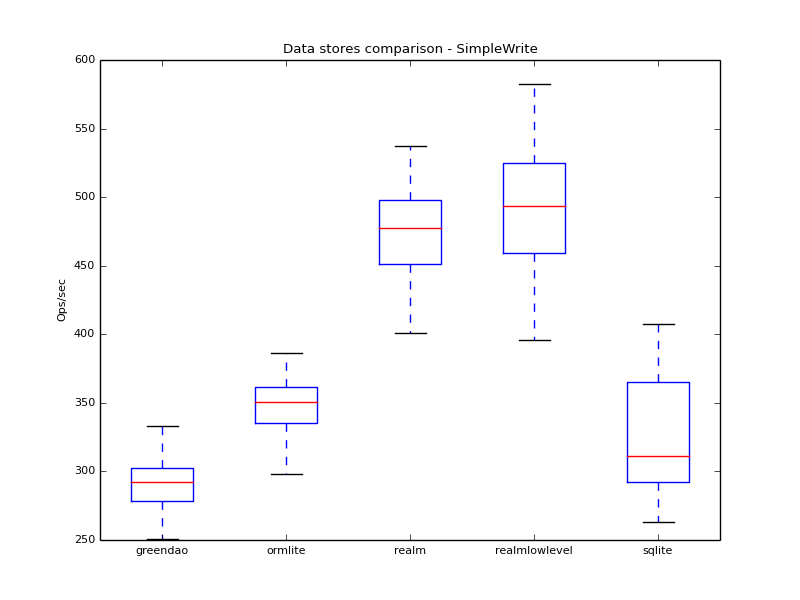 Data stores comparison - SimpleWrite
600
550
500
450
400
350
300
250
Ops/sec
greendao ormlite realm realmlowlevel sqlite